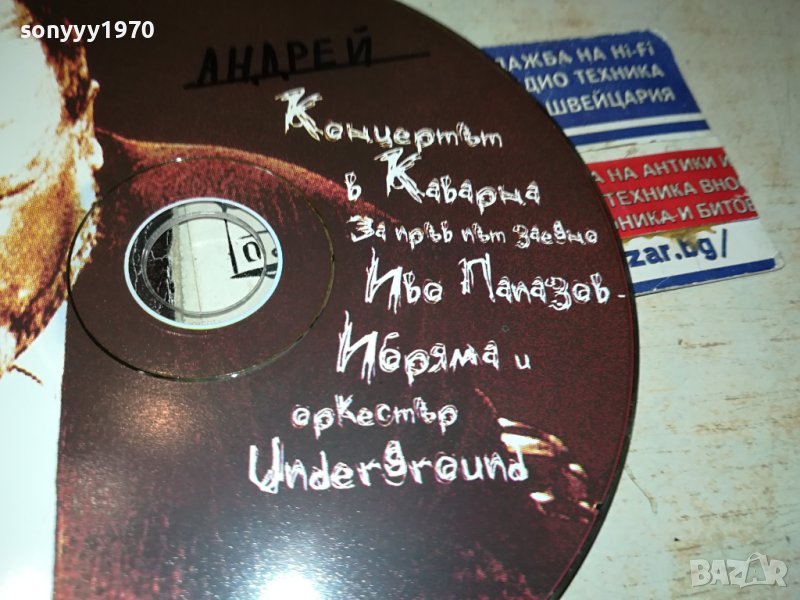 sonyyy1970
АНДРЕЙ
Концертът
в Каварна
За пръв път заедно
Иво Папазов -
Ибряма и
оркестър
Underground
ЛАЖБА НА Hi-Fi
ДИО ТЕХНИКА
ШВЕЙЦАРИЯ
НА АНТИКИ И
ТЕХНИКА ВНО
НИКА И БИТОВ
zar.bg/
BAZAR